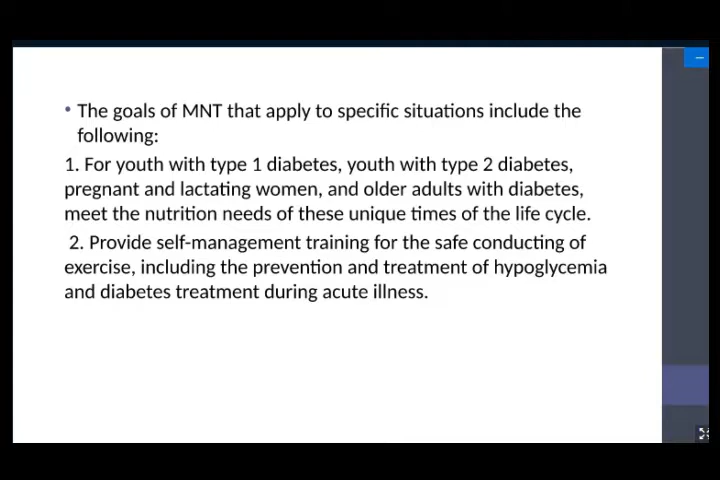 • The goals of MNT that apply to specific situations include the
following:
1. For youth with type 1 diabetes, youth with type 2 diabetes,
pregnant and lactating women, and older adults with diabetes,
meet the nutrition needs of these unique times of the life cycle.
2. Provide self-management training for the safe conducting of
exercise, including the prevention and treatment of hypoglycemia
and diabetes treatment during acute illness.